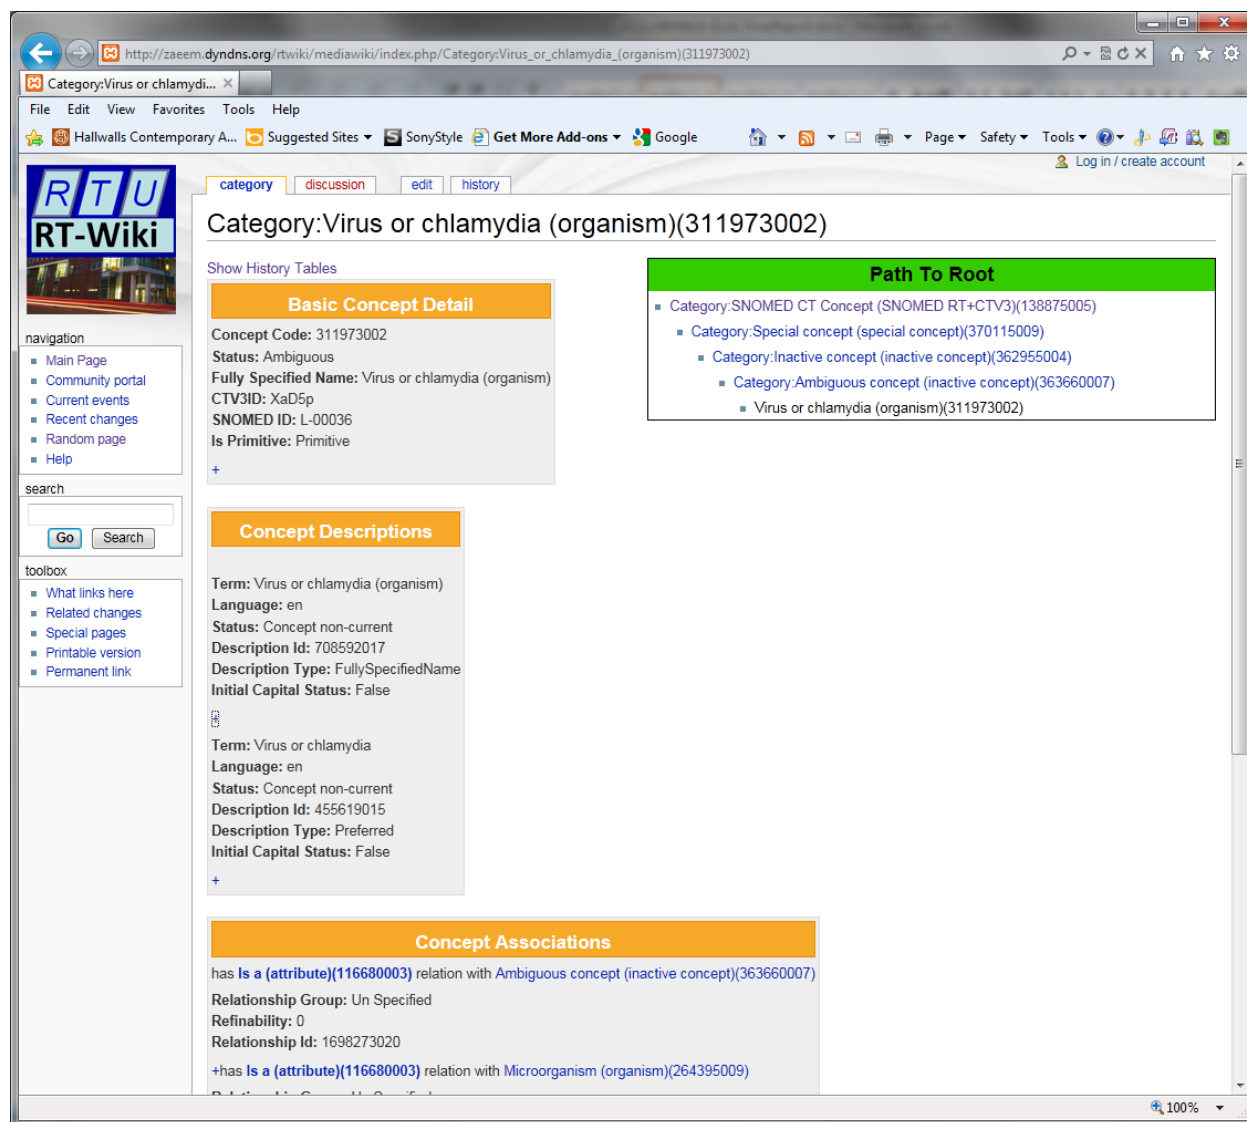 http://zaeem.dyndns.org/rtwiki/mediawiki/index.php/Category:Virus_or_chlamydia_(organism)(311973002)
Category:Virus or chlamydi...
File Edit View Favorites Tools Help
Hallwalls Contemporary A... Suggested Sites SonyStyle Get More Add-ons Google Page Safety Tools
Log in / create account
RTU
RT-Wiki
category discussion edit history
Category:Virus or chlamydia (organism)(311973002)
Show History Tables
Basic Concept Detail
Concept Code: 311973002
Status: Ambiguous
Fully Specified Name: Virus or chlamydia (organism)
CTV3ID: XaD5p
SNOMED ID: L-00036
Is Primitive: Primitive
+
Path To Root
Category:SNOMED CT Concept (SNOMED RT+CTV3)(138875005)
Category:Special concept (special concept)(370115009)
Category:Inactive concept (inactive concept)(362955004)
Category:Ambiguous concept (inactive concept)(363660007)
Virus or chlamydia (organism)(311973002)
navigation
Main Page
Community portal
Current events
Recent changes
Random page
Help
search
Go Search
toolbox
What links here
Related changes
Special pages
Printable version
Permanent link
Concept Descriptions
Term: Virus or chlamydia (organism)
Language: en
Status: Concept non-current
Description Id: 708592017
Description Type: FullySpecifiedName
Initial Capital Status: False
+
Term: Virus or chlamydia
Language: en
Status: Concept non-current
Description Id: 455619015
Description Type: Preferred
Initial Capital Status: False
+
Concept Associations
has Is a (attribute)(116680003) relation with Ambiguous concept (inactive concept)(363660007)
Relationship Group: Un Specified
Refinability: 0
Relationship Id: 1698273020
+has Is a (attribute)(116680003) relation with Microorganism (organism)(264395009)
100%